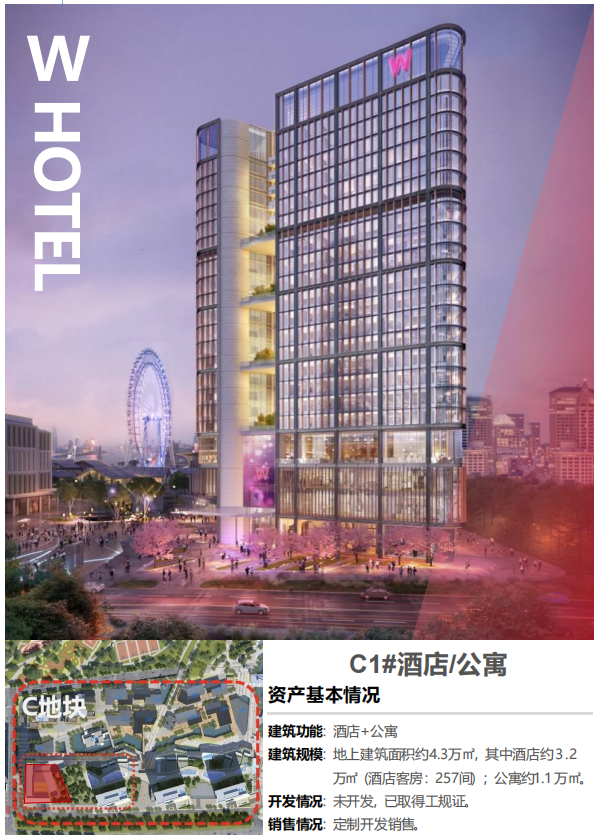 W HOTEL
W
C地块
C1#酒店/公寓
资产基本情况
建筑功能: 酒店+公寓
建筑规模: 地上建筑面积约4.3万㎡, 其中酒店约3.2
万㎡ (酒店客房: 257间) ; 公寓约1.1万㎡。
开发情况: 未开发, 已取得工规证。
销售情况: 定制开发销售。